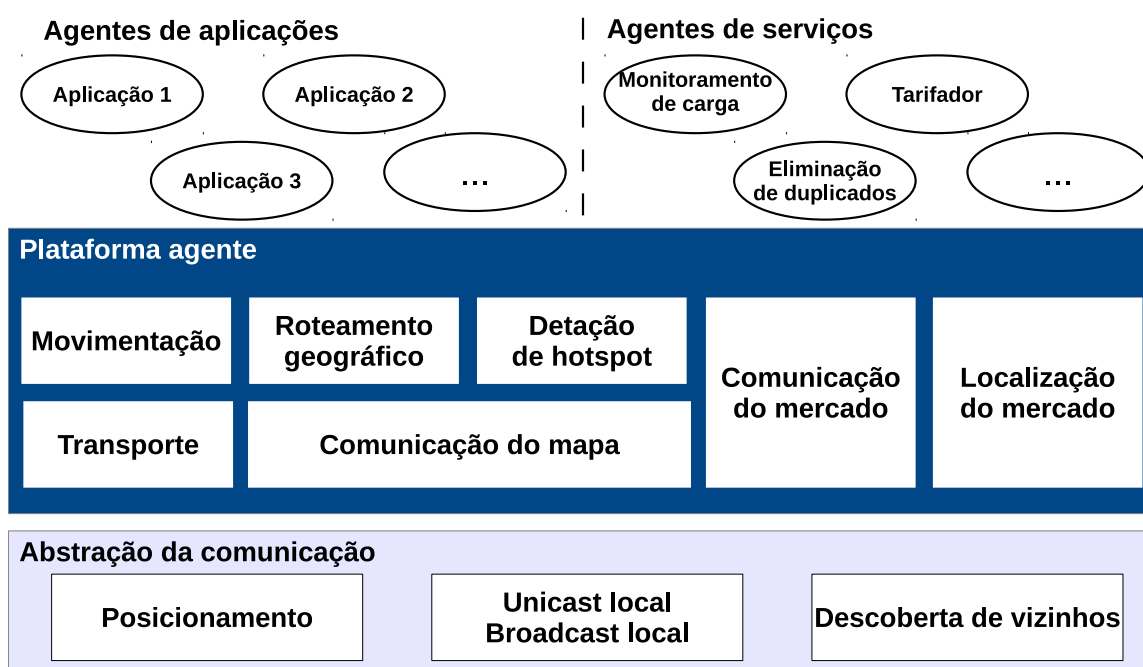 Agentes de aplicações
Agentes de serviços
Aplicação 1
Aplicação 2
Monitoramento
de carga
Tarifador
Aplicação 3
...
Eliminação
de duplicados
...
Plataforma agente
Movimentação
Roteamento
geográfico
Detação
de hotspot
Comunicação
do mercado
Localização
do mercado
Transporte
Comunicação do mapa
Abstração da comunicação
Posicionamento
Unicast local
Broadcast local
Descoberta de vizinhos